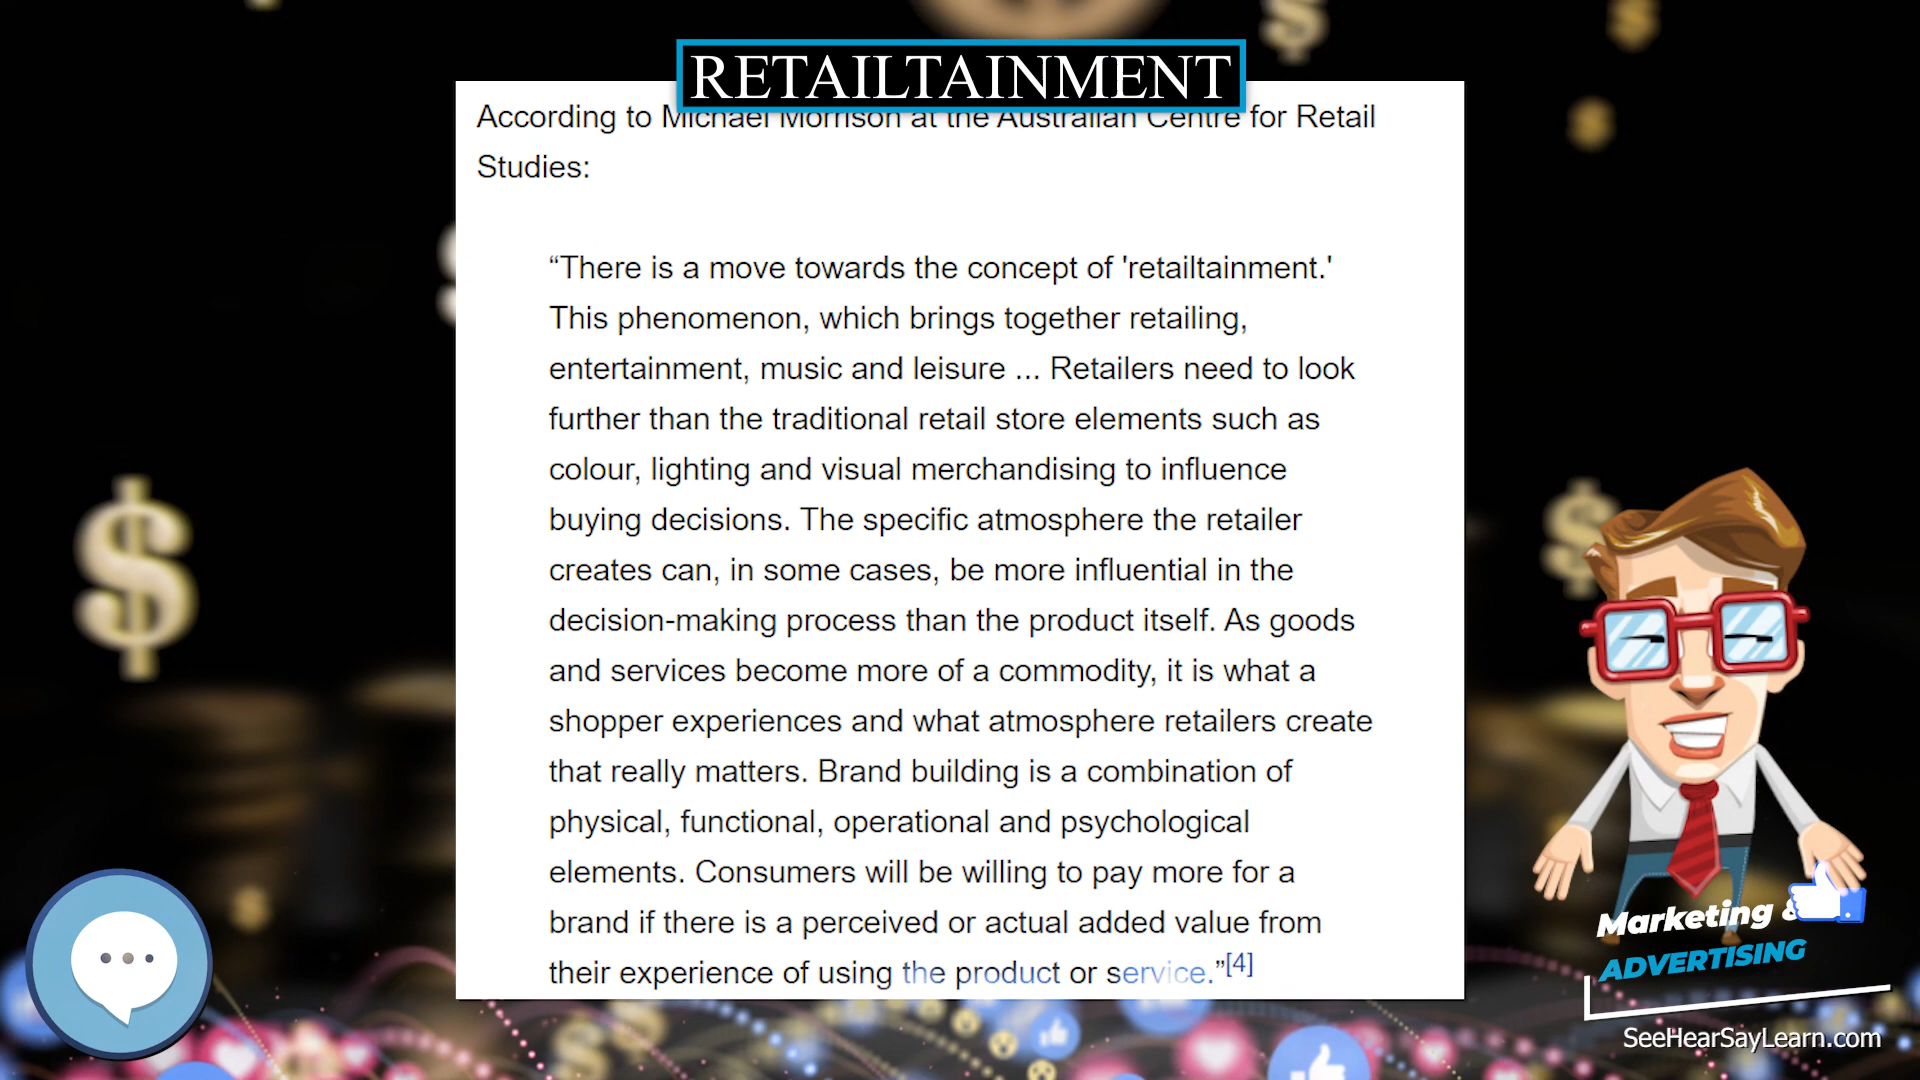 RETAILTAINMENT
According to Michael Morrison at the Australian Centre for Retail
Studies:
“There is a move towards the concept of 'retailtainment.'
This phenomenon, which brings together retailing,
entertainment, music and leisure ... Retailers need to look
further than the traditional retail store elements such as
colour, lighting and visual merchandising to influence
buying decisions. The specific atmosphere the retailer
creates can, in some cases, be more influential in the
decision-making process than the product itself. As goods
and services become more of a commodity, it is what a
shopper experiences and what atmosphere retailers create
that really matters. Brand building is a combination of
physical, functional, operational and psychological
elements. Consumers will be willing to pay more for a
brand if there is a perceived or actual added value from
their experience of using the product or service.”[4]
Marketing &
ADVERTISING
SeeHearSayLearn.com